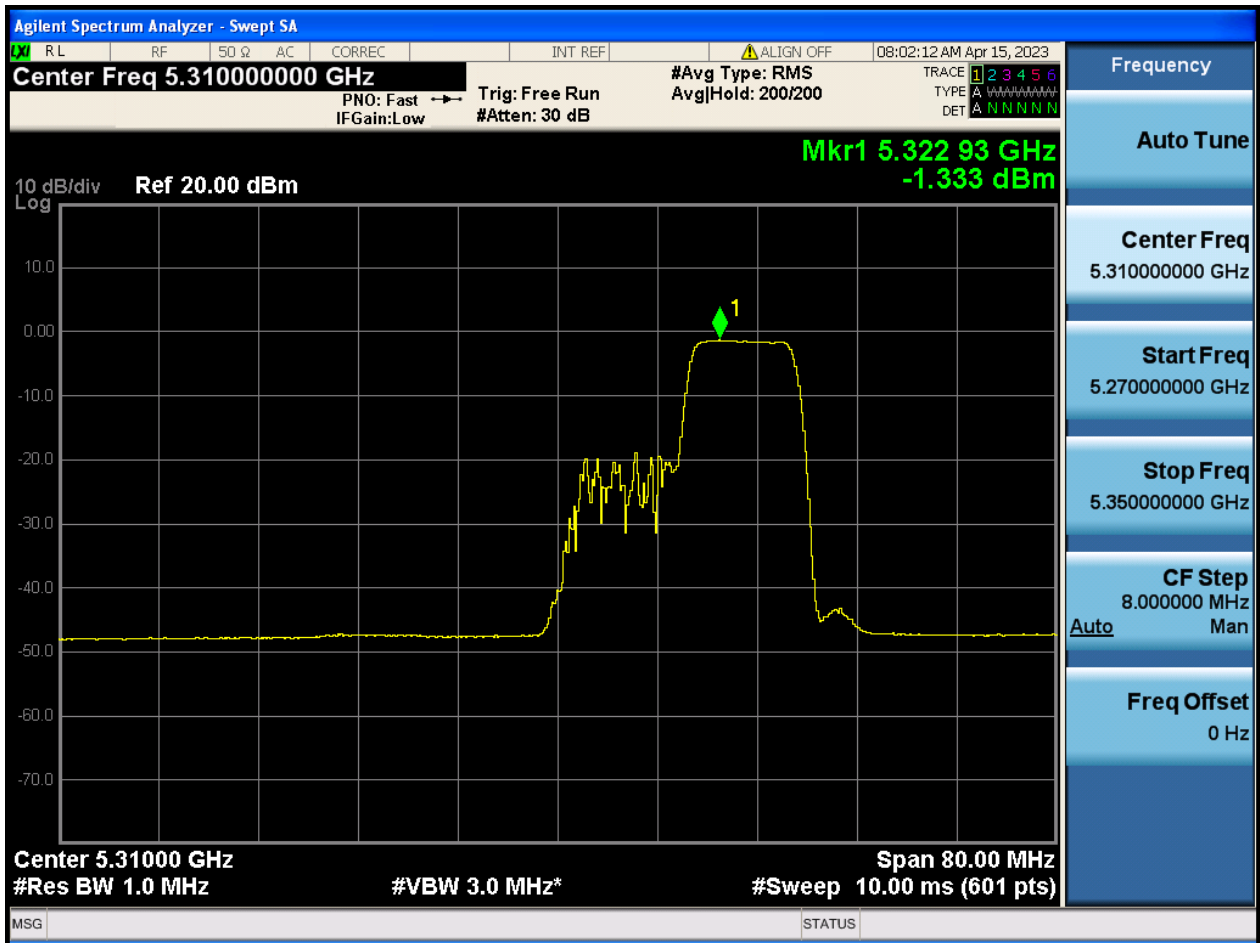 Agilent Spectrum Analyzer - Swept SA
LXI RL RF 50 Ω AC CORREC INT REF ALIGN OFF 08:02:12 AM Apr 15, 2023
Center Freq 5.310000000 GHz
PNO: Fast
IFGain:Low
Trig: Free Run
#Atten: 30 dB
#Avg Type: RMS
Avg|Hold: 200/200
TRACE 1 2 3 4 5 6
TYPE A WWWWW
DET A N N N N N
Mkr1 5.322 93 GHz
-1.333 dBm
10 dB/div Ref 20.00 dBm
Log
10.0
0.00
-10.0
-20.0
-30.0
-40.0
-50.0
-60.0
-70.0
1
Center 5.31000 GHz Span 80.00 MHz
#Res BW 1.0 MHz #VBW 3.0 MHz* #Sweep 10.00 ms (601 pts)
MSG STATUS
Frequency
Auto Tune
Center Freq
5.310000000 GHz
Start Freq
5.270000000 GHz
Stop Freq
5.350000000 GHz
CF Step
8.000000 MHz
Auto Man
Freq Offset
0 Hz